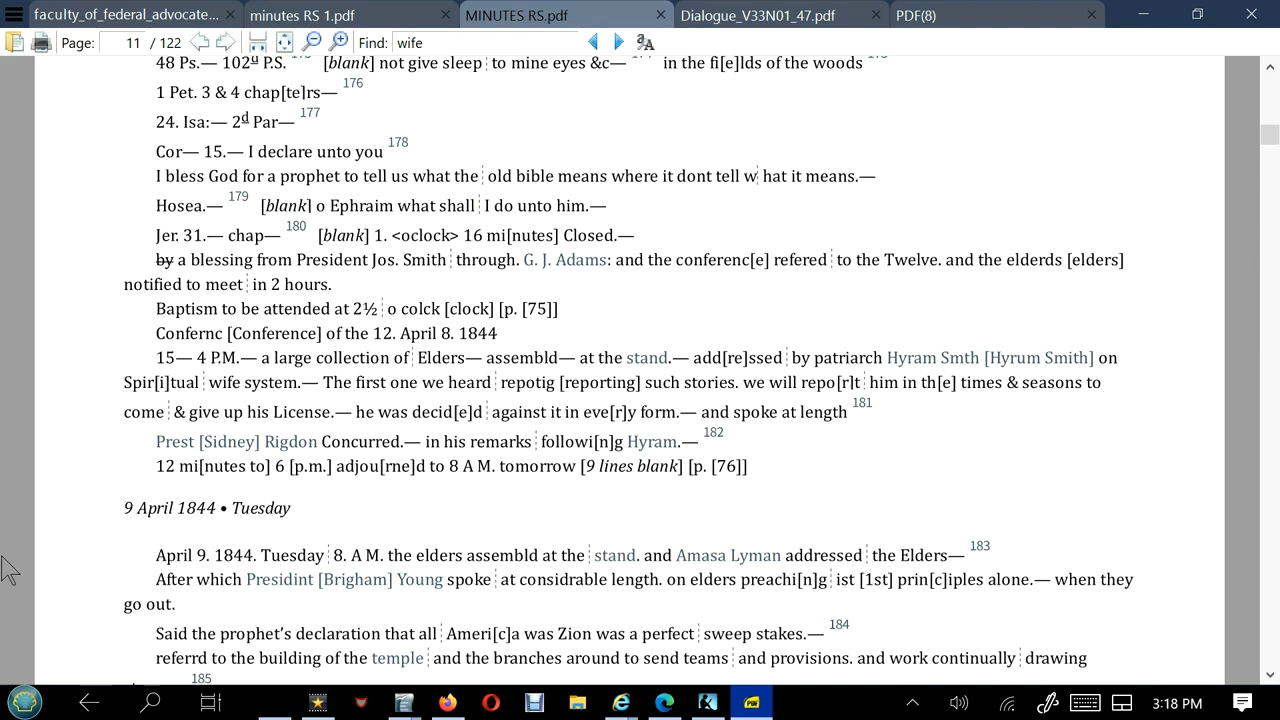 faculty_of_federal_advocate...
minutes RS 1.pdf
MINUTES RS.pdf
Dialogue_V33N01_47.pdf
PDF(8)
Page: 11 / 122 Find: wife
48 Ps.— 102d P.S. [blank] not give sleep to mine eyes &c— in the fi[e]lds of the woods
1 Pet. 3 & 4 chap[te]rs— 176
24. Isa:— 2d Par— 177
Cor— 15.— I declare unto you 178
I bless God for a prophet to tell us what the old bible means where it dont tell what it means.—
Hosea.— 179 [blank] o Ephraim what shall I do unto him.—
Jer. 31.— chap— 180 [blank] 1. <oclock> 16 mi[nutes] Closed.—
by a blessing from President Jos. Smith through. G. J. Adams: and the conferenc[e] refered to the Twelve. and the elderds [elders]
notified to meet in 2 hours.
Baptism to be attended at 2½ o colck [clock] [p. [75]]
Confernc [Conference] of the 12. April 8. 1844
15— 4 P.M.— a large collection of Elders— assembld— at the stand.— add[re]ssed by patriarch Hyram Smth [Hyrum Smith] on
Spir[i]tual wife system.— The first one we heard repotig [reporting] such stories. we will repo[r]t him in th[e] times & seasons to
come & give up his License.— he was decid[e]d against it in eve[r]y form.— and spoke at length 181
Prest [Sidney] Rigdon Concurred.— in his remarks followi[n]g Hyram.— 182
12 mi[nutes to] 6 [p.m.] adjou[rne]d to 8 A M. tomorrow [9 lines blank] [p. [76]]
9 April 1844 • Tuesday
April 9. 1844. Tuesday 8. A M. the elders assembld at the stand. and Amasa Lyman addressed the Elders— 183
After which Presidint [Brigham] Young spoke at considrable length. on elders preachi[n]g ist [1st] prin[c]iples alone.— when they
go out.
Said the prophet's declaration that all Ameri[c]a was Zion was a perfect sweep stakes.— 184
referrd to the building of the temple and the branches around to send teams and provisions. and work continually drawing
185
3:18 PM